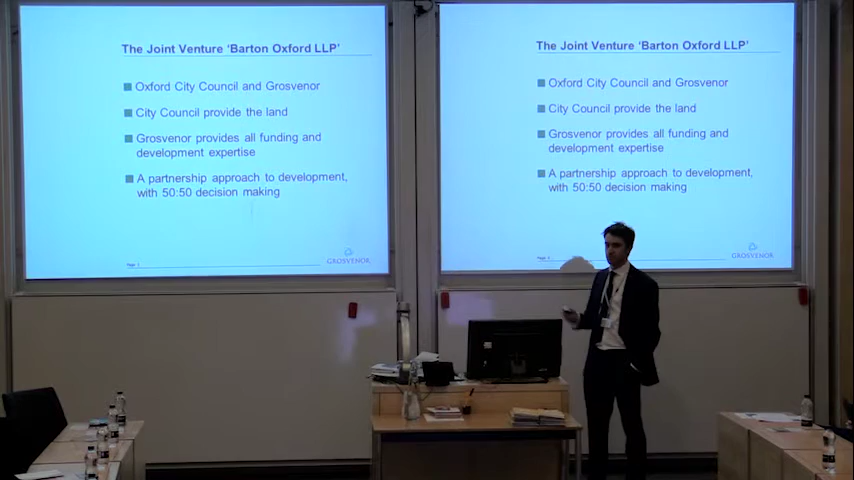 The Joint Venture ‘Barton Oxford LLP’
Oxford City Council and Grosvenor
City Council provide the land
Grosvenor provides all funding and
development expertise
A partnership approach to development,
with 50:50 decision making
GROSVENOR
The Joint Venture ‘Barton Oxford LLP’
Oxford City Council and Grosvenor
City Council provide the land
Grosvenor provides all funding and
development expertise
A partnership approach to development,
with 50:50 decision making
GROSVENOR